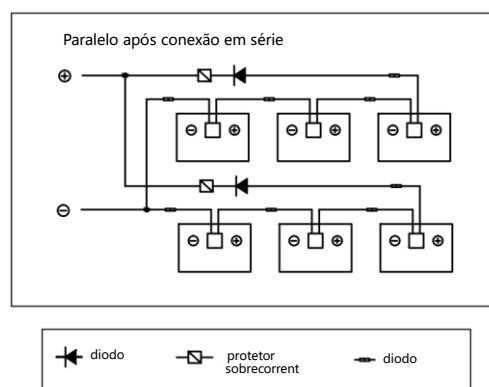 Paralelo após conexão em série
diodo
protetor
sobrecorrent
diodo